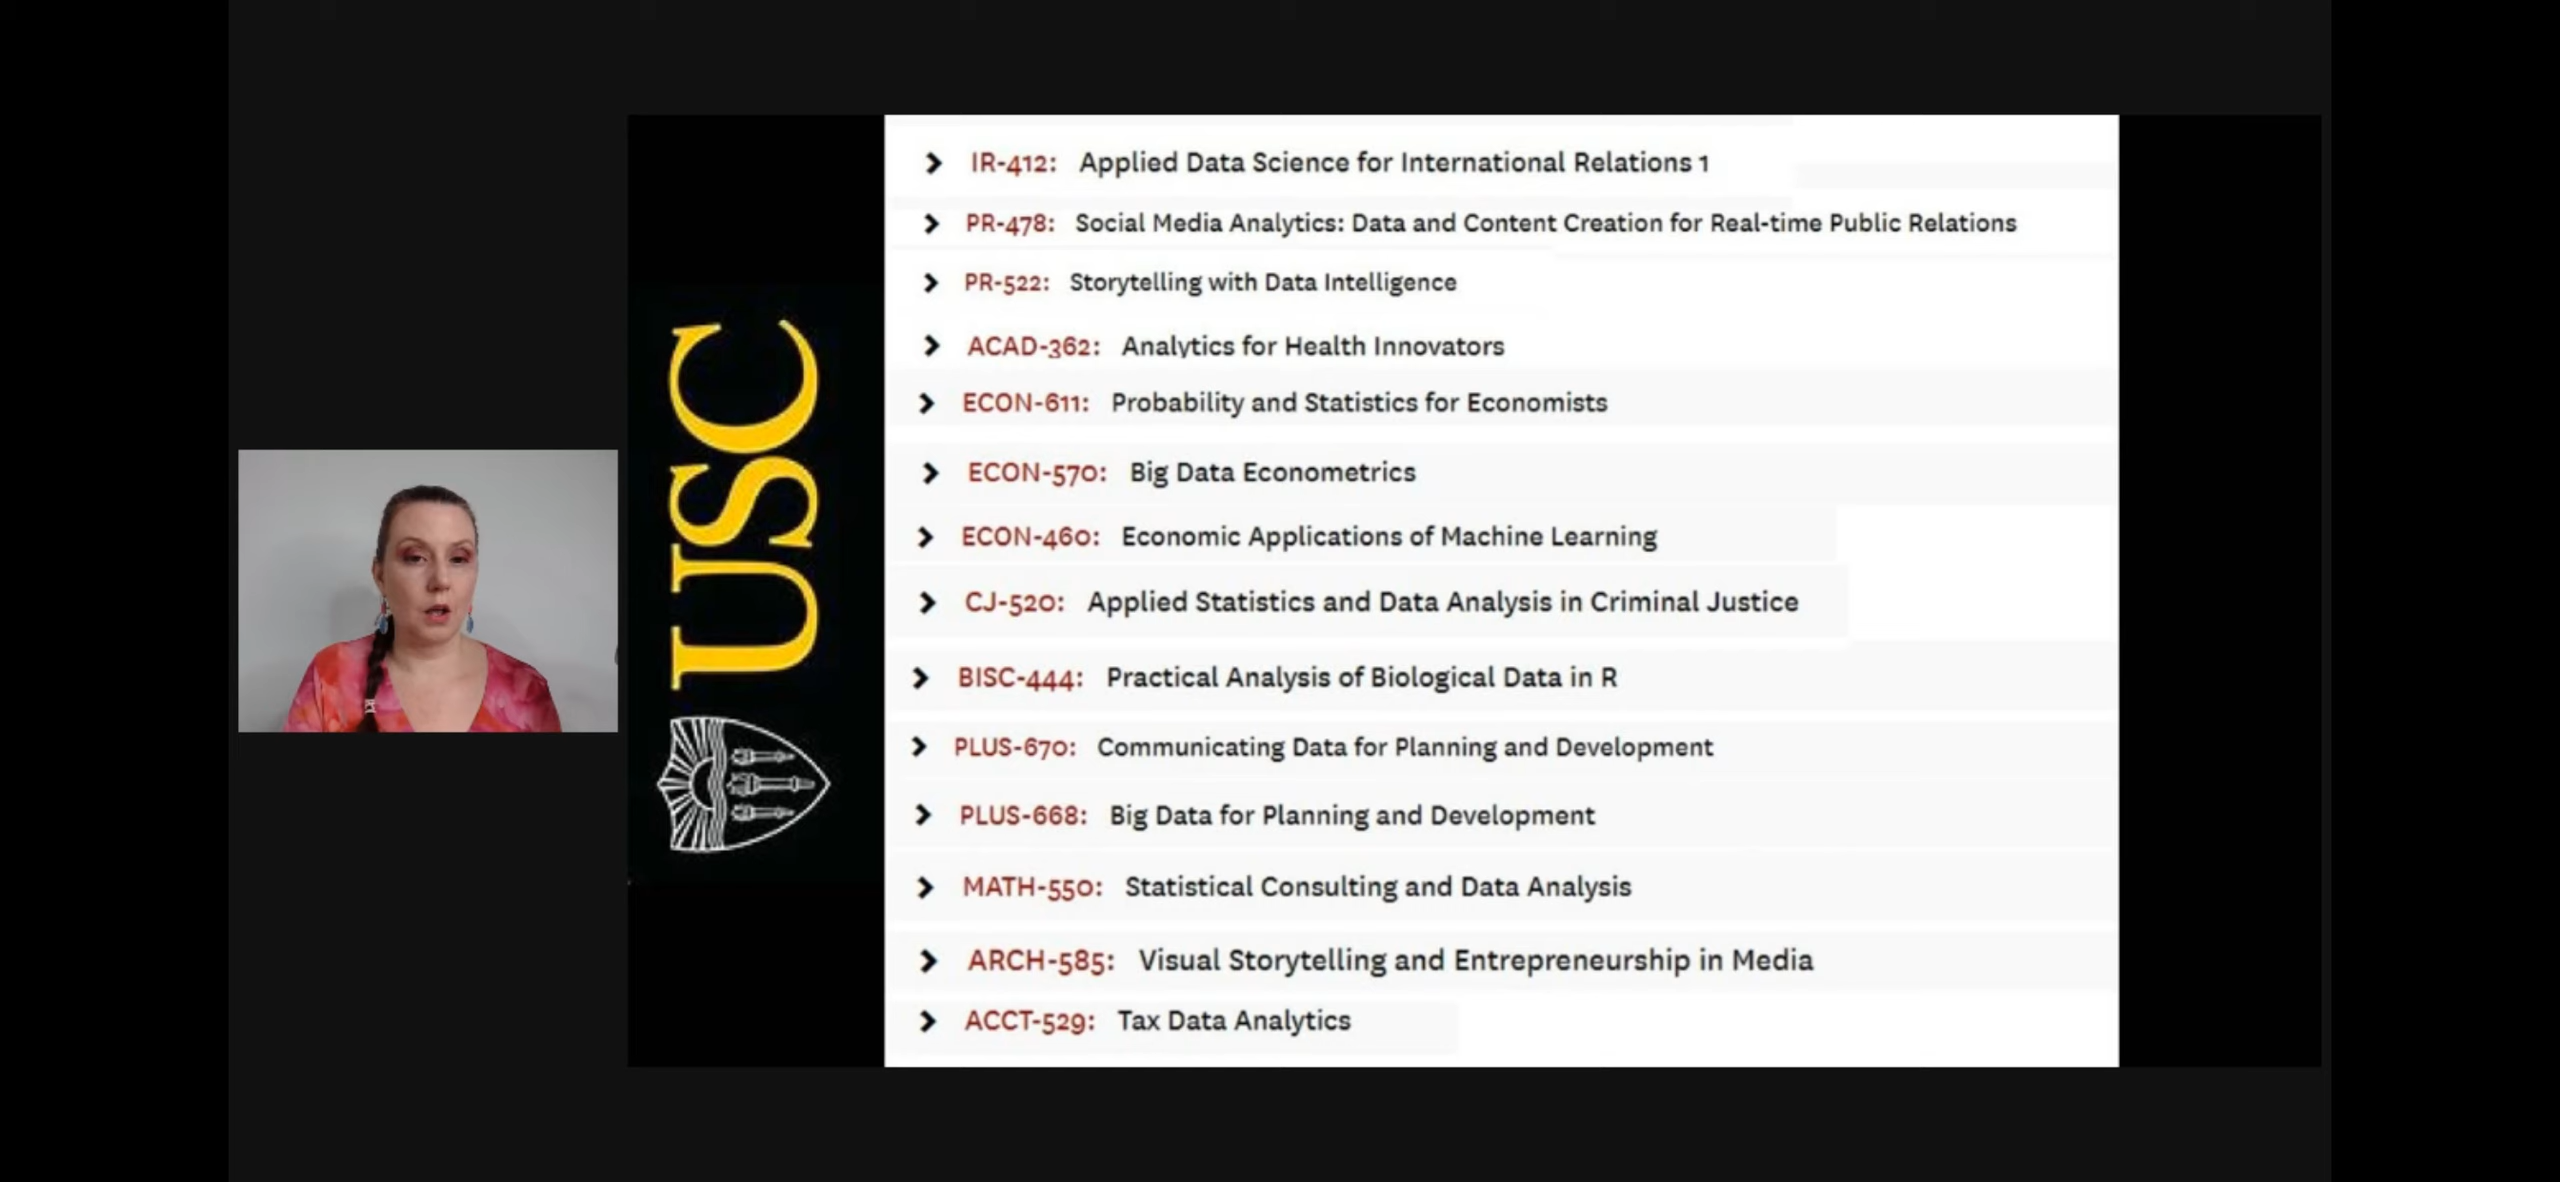 USC
IR-412: Applied Data Science for International Relations 1
PR-478: Social Media Analytics: Data and Content Creation for Real-time Public Relations
PR-522: Storytelling with Data Intelligence
ACAD-362: Analytics for Health Innovators
ECON-611: Probability and Statistics for Economists
ECON-570: Big Data Econometrics
ECON-460: Economic Applications of Machine Learning
CJ-520: Applied Statistics and Data Analysis in Criminal Justice
BISC-444: Practical Analysis of Biological Data in R
PLUS-670: Communicating Data for Planning and Development
PLUS-668: Big Data for Planning and Development
MATH-550: Statistical Consulting and Data Analysis
ARCH-585: Visual Storytelling and Entrepreneurship in Media
ACCT-529: Tax Data Analytics